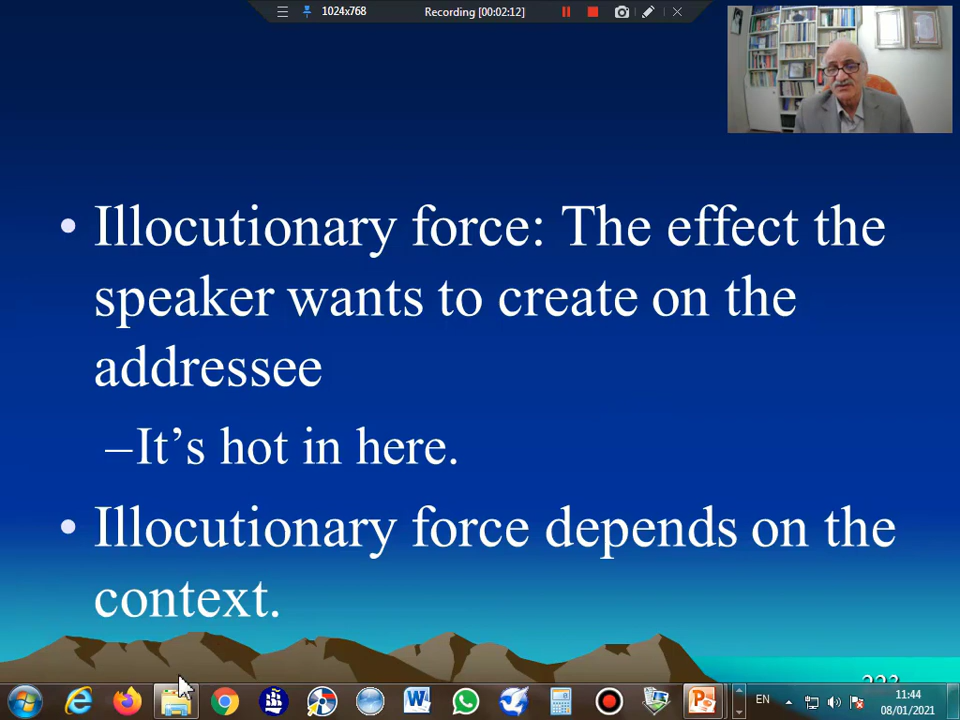 1024x768
Recording [00:02:12]
• Illocutionary force: The effect the
speaker wants to create on the
addressee
–It’s hot in here.
• Illocutionary force depends on the
context.
EN
11:44
08/01/2021